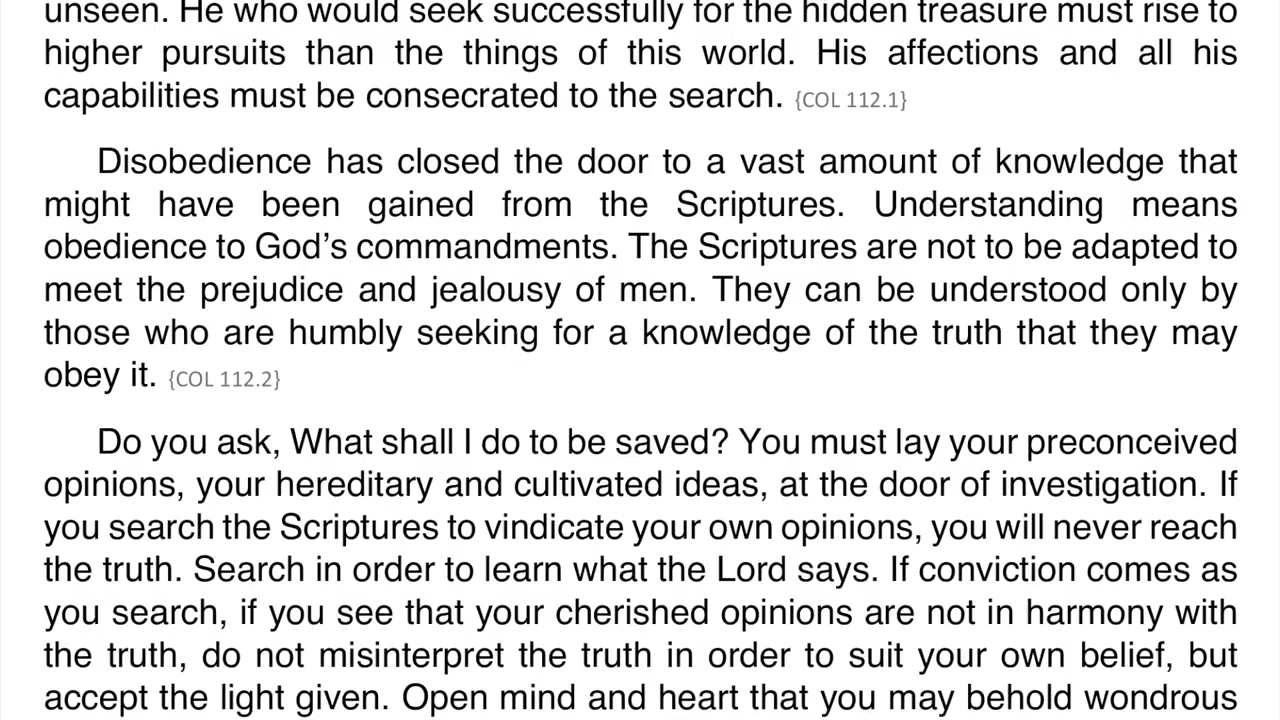 unseen. He who would seek successfully for the hidden treasure must rise to
higher pursuits than the things of this world. His affections and all his
capabilities must be consecrated to the search. {COL 112.1}
Disobedience has closed the door to a vast amount of knowledge that
might have been gained from the Scriptures. Understanding means
obedience to God’s commandments. The Scriptures are not to be adapted to
meet the prejudice and jealousy of men. They can be understood only by
those who are humbly seeking for a knowledge of the truth that they may
obey it. {COL 112.2}
Do you ask, What shall I do to be saved? You must lay your preconceived
opinions, your hereditary and cultivated ideas, at the door of investigation. If
you search the Scriptures to vindicate your own opinions, you will never reach
the truth. Search in order to learn what the Lord says. If conviction comes as
you search, if you see that your cherished opinions are not in harmony with
the truth, do not misinterpret the truth in order to suit your own belief, but
accept the light given. Open mind and heart that you may behold wondrous